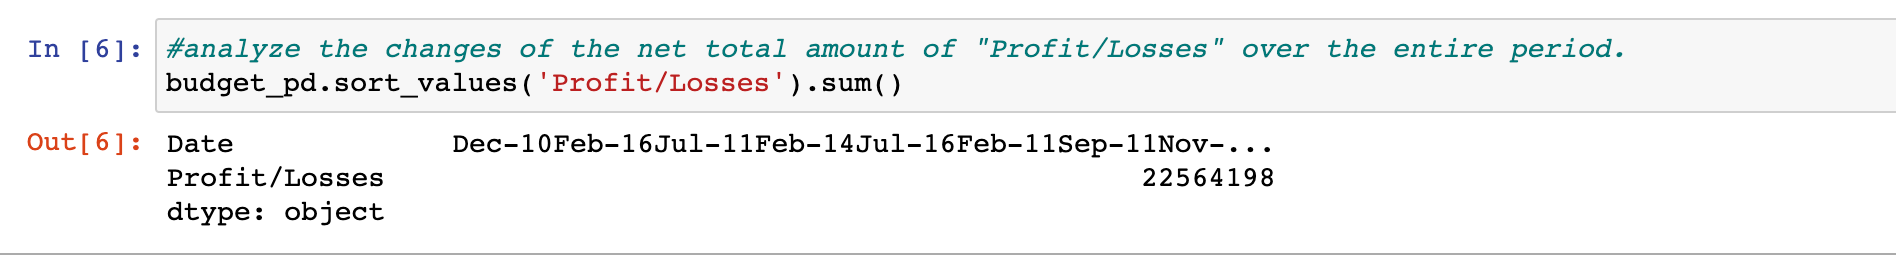 In [6]: #analyze the changes of the net total amount of "Profit/Losses" over the entire period.
budget_pd.sort_values('Profit/Losses').sum()
Out[6]: Date Dec-10Feb-16Jul-11Feb-14Jul-16Feb-11Sep-11Nov-...
Profit/Losses 22564198
dtype: object